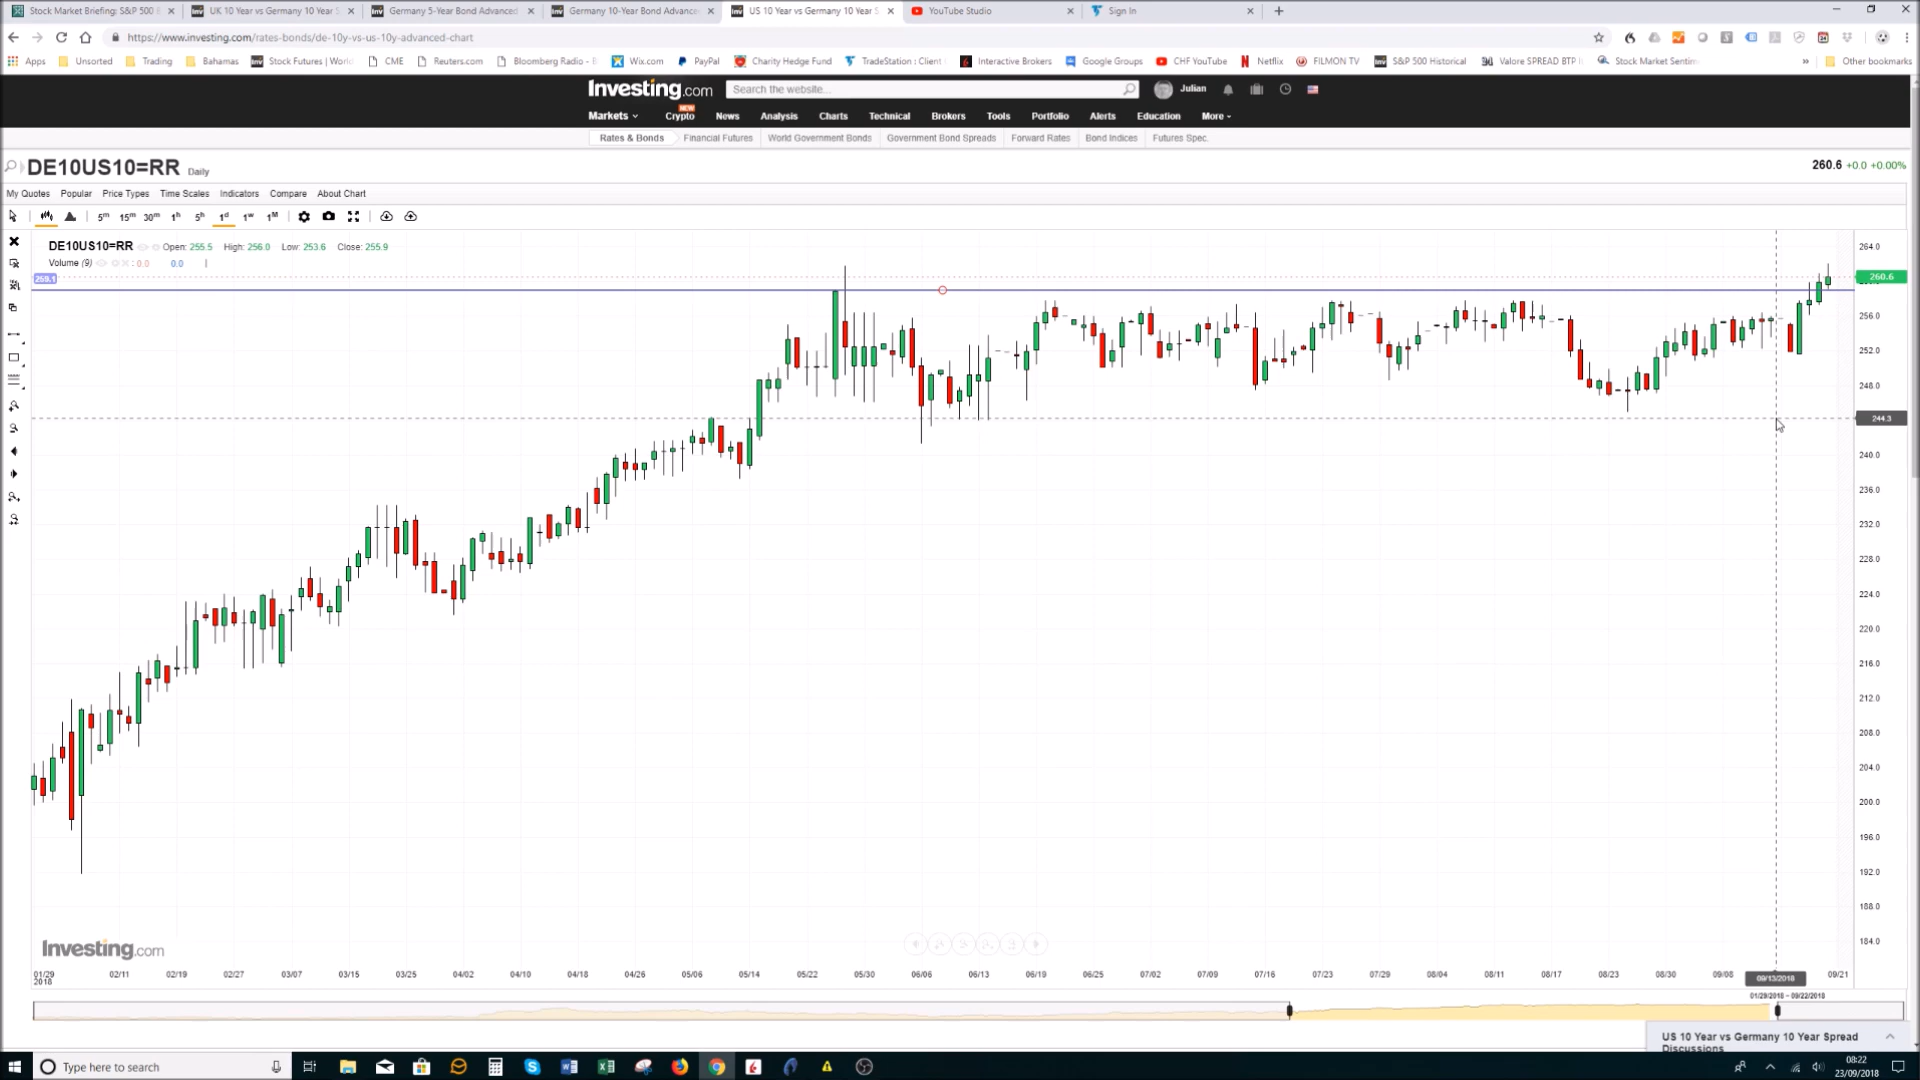 Stock Market Briefing: S&P 500 E
UK 10 Year vs Germany 10 Year S
Germany 5-Year Bond Advanced
Germany 10-Year Bond Advance
US 10 Year vs Germany 10 Year S
YouTube Studio
Sign In
https://www.investing.com/rates-bonds/de-10y-vs-us-10y-advanced-chart
Apps Unsorted Trading Bahamas Stock Futures | World CME Reuters.com Bloomberg Radio - B Wix.com PayPal Charity Hedge Fund TradeStation : Client Interactive Brokers Google Groups CHF YouTube Netflix FILMON TV S&P 500 Historical Valore SPREAD BTP Stock Market Sentim » Other bookmarks
Investing.com Search the website... Julian
NEW
Markets Crypto News Analysis Charts Technical Brokers Tools Portfolio Alerts Education More
Rates & Bonds Financial Futures World Government Bonds Government Bond Spreads Forward Rates Bond Indices Futures Spec.
DE10US10=RR Daily
260.6 +0.0 +0.00%
My Quotes Popular Price Types Time Scales Indicators Compare About Chart
5m 15m 30m 1h 5h 1d 1w 1M
DE10US10=RR Open: 255.5 High: 256.0 Low: 253.6 Close: 255.9
Volume (9) : 0.0 0.0
259.1
264.0
260.6
256.0
252.0
248.0
244.3
240.0
236.0
232.0
228.0
224.0
220.0
216.0
212.0
208.0
204.0
200.0
196.0
192.0
188.0
184.0
Investing.com
01/29 02/11 02/19 02/27 03/07 03/15 03/25 04/02 04/10 04/18 04/26 05/06 05/14 05/22 05/30 06/06 06/13 06/19 06/25 07/02 07/09 07/16 07/23 07/29 08/04 08/11 08/17 08/23 08/30 09/08 09/13/2018 09/21
2018
01/29/2018 - 09/22/2018
US 10 Year vs Germany 10 Year Spread
Discussions
Type here to search
08:22
23/09/2018